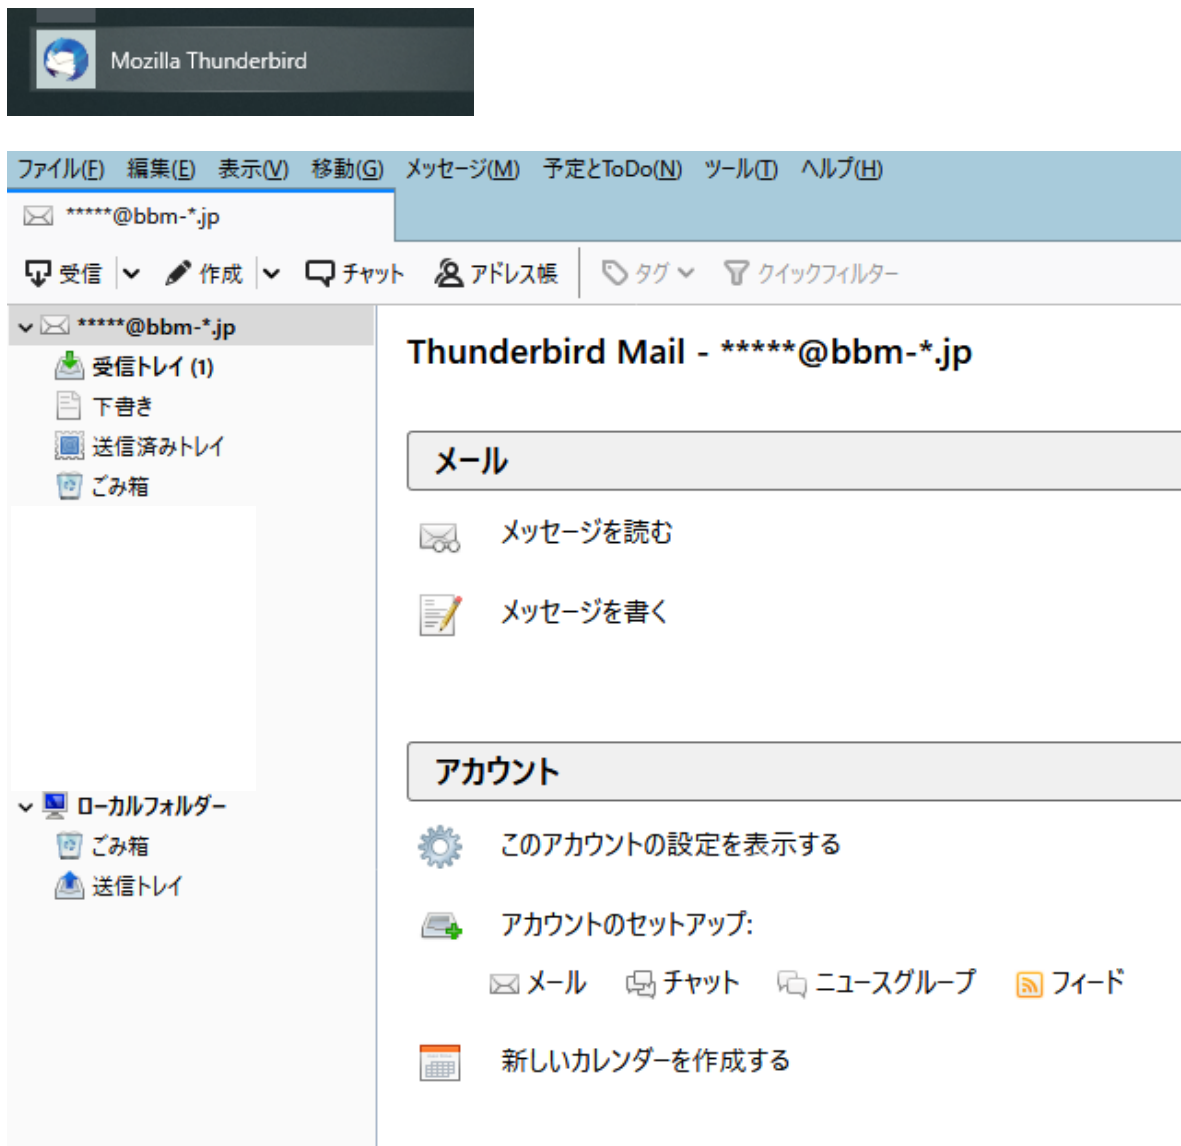 Mozilla Thunderbird
ファイル(F) 編集(E) 表示(V) 移動(G) メッセージ(M) 予定とToDo(N) ツール(T) ヘルプ(H)
*****@bbm-*.jp
受信 作成 チャット アドレス帳 タグ クイックフィルター
*****@bbm-*.jp
受信トレイ (1)
下書き
送信済みトレイ
ごみ箱
ローカルフォルダー
ごみ箱
送信トレイ
Thunderbird Mail - *****@bbm-*.jp
メール
メッセージを読む
メッセージを書く
アカウント
このアカウントの設定を表示する
アカウントのセットアップ:
メール チャット ニュースグループ フィード
新しいカレンダーを作成する